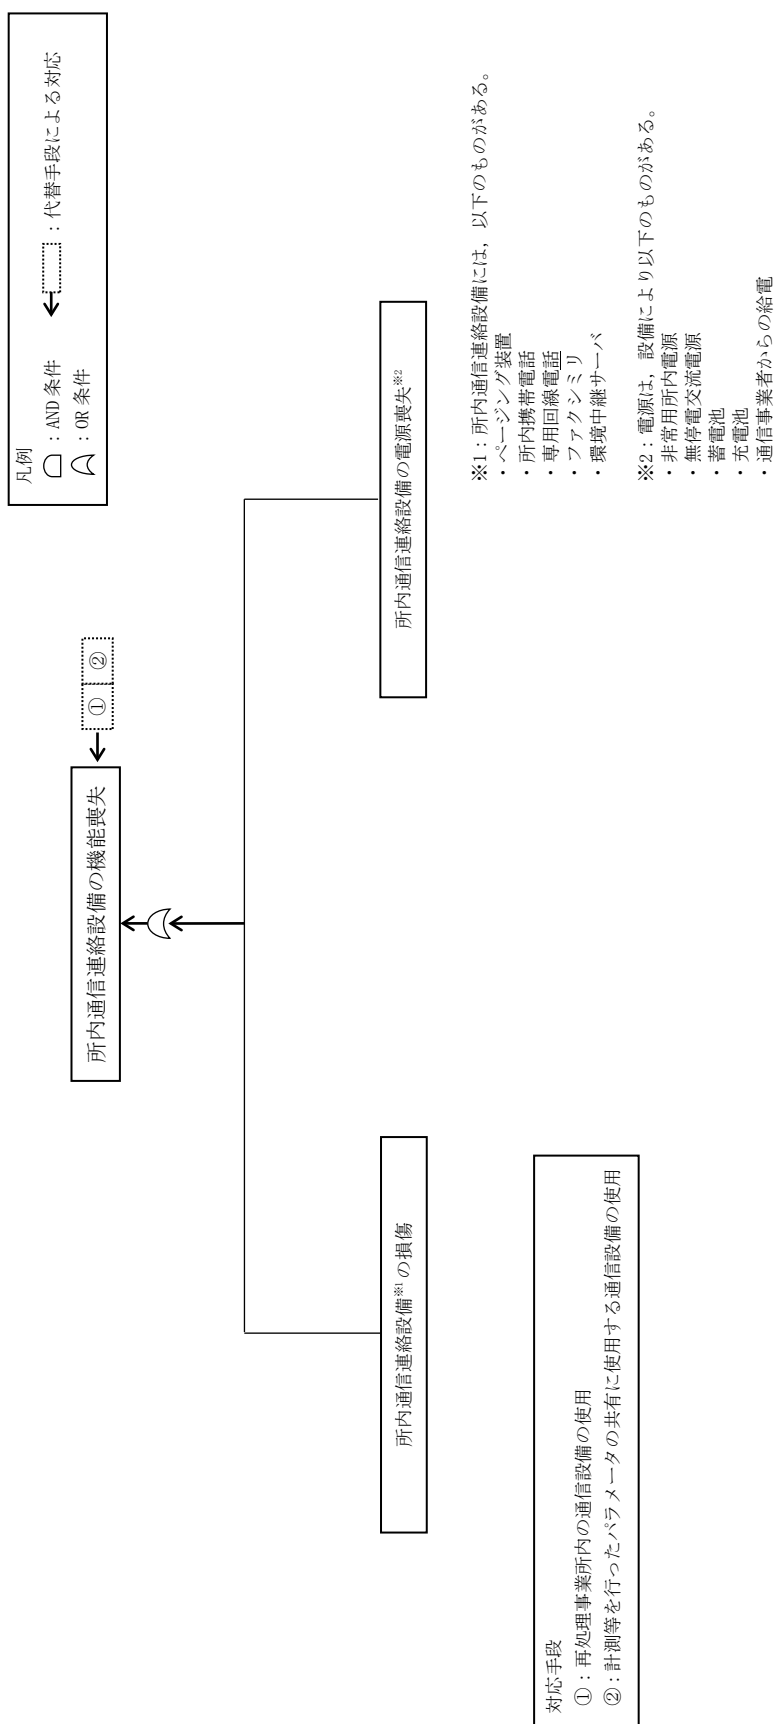 凡例
：AND 条件
：OR 条件
：代替手段による対応
所内通信連絡設備の機能喪失
① ②
所内通信連絡設備※1の損傷
所内通信連絡設備の電源喪失※2
※1：所内通信連絡設備には，以下のものがある。
・ページング装置
・所内携帯電話
・専用回線電話
・ファクシミリ
・環境中継サーバ
※2：電源は，設備により以下のものがある。
・非常用所内電源
・無停電交流電源
・蓄電池
・充電池
・通信事業者からの給電
対応手段
①：再処理事業所内の通信設備の使用
②：計測等を行ったパラメータの共有に使用する通信設備の使用